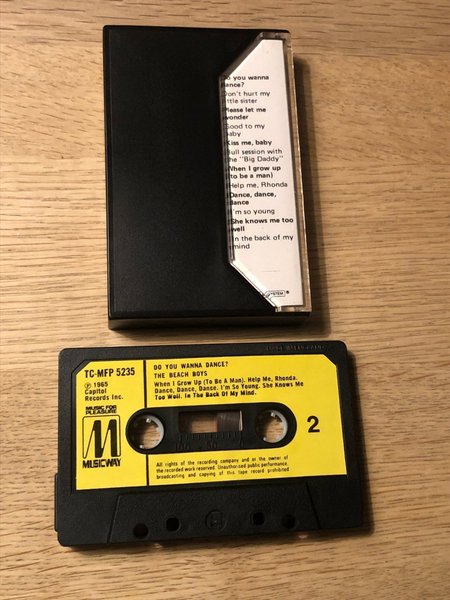 Do you wanna
dance?
Don't hurt my
little sister
Please let me
wonder
Good to my
baby
Kiss me, baby
Bull session with
the "Big Daddy"
When I grow up
(to be a man)
Help me, Rhonda
Dance, dance,
dance
I'm so young
She knows me too
well
In the back of my
mind
SYSTEM
TC-MFP 5235
℗ 1965
Capitol
Records Inc.
MUSIC FOR
PLEASURE
M
MUSICWAY
DO YOU WANNA DANCE?
THE BEACH BOYS
When I Grow Up (To Be A Man). Help Me, Rhonda.
Dance, Dance, Dance. I'm So Young. She Knows Me
Too Well. In The Back Of My Mind.
2
All rights of the recording company and or the owner of
the recorded work reserved. Unauthorised public performance,
broadcasting and copying of this tape record prohibited